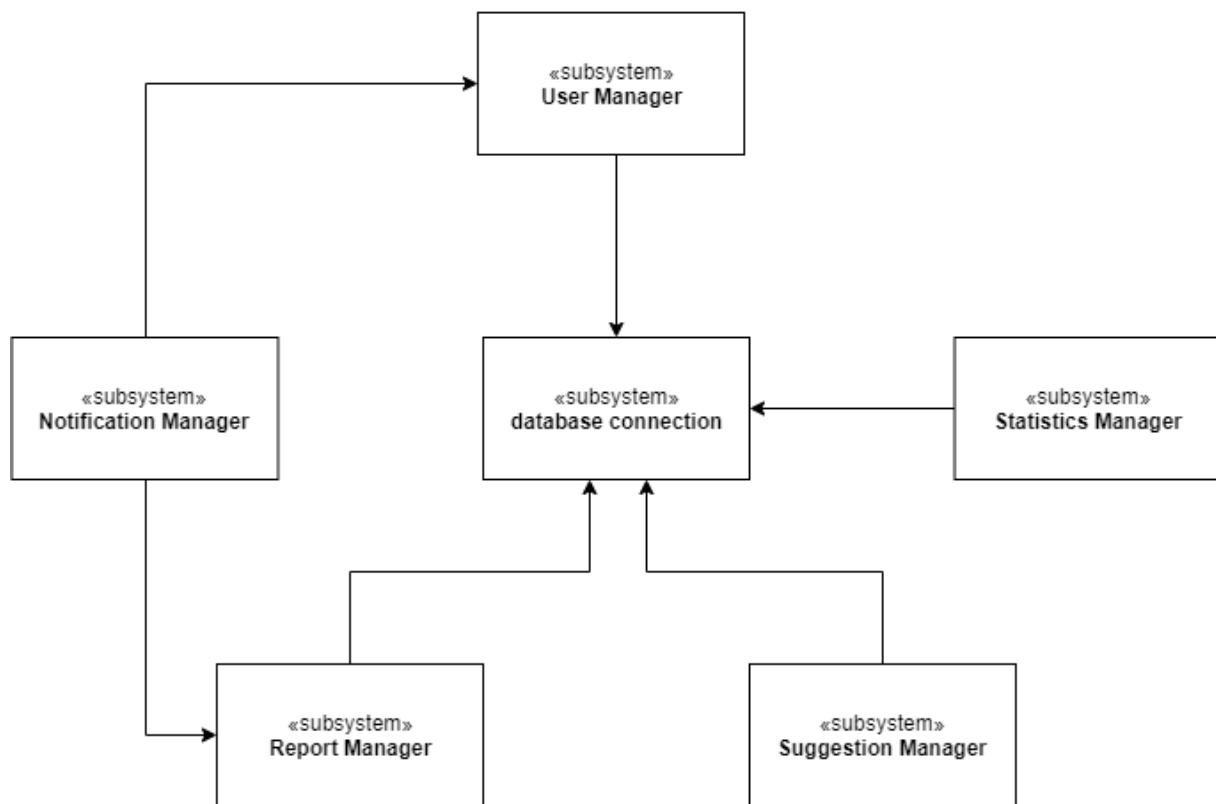 «subsystem»
User Manager
«subsystem»
Notification Manager
«subsystem»
database connection
«subsystem»
Statistics Manager
«subsystem»
Report Manager
«subsystem»
Suggestion Manager